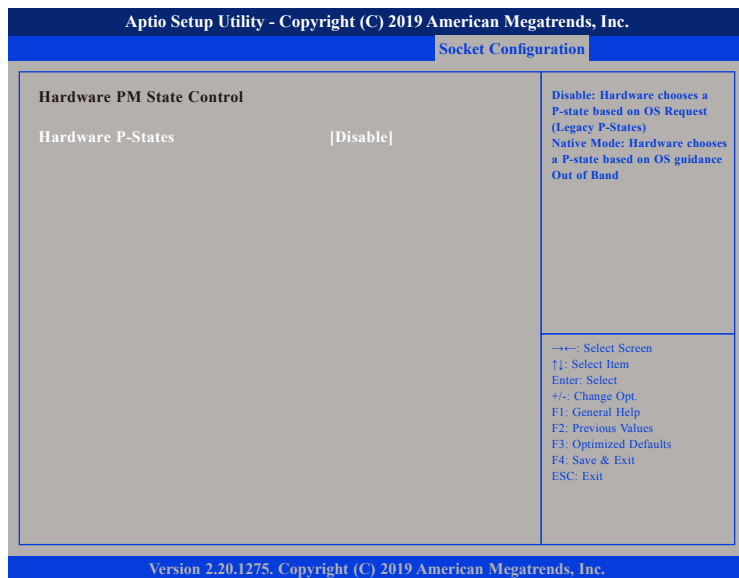 Aptio Setup Utility - Copyright (C) 2019 American Megatrends, Inc.
Socket Configuration
Hardware PM State Control
Hardware P-States [Disable]
Disable: Hardware chooses a
P-state based on OS Request
(Legacy P-States)
Native Mode: Hardware chooses
a P-state based on OS guidance
Out of Band
→←: Select Screen
↑↓: Select Item
Enter: Select
+/-: Change Opt.
F1: General Help
F2: Previous Values
F3: Optimized Defaults
F4: Save & Exit
ESC: Exit
Version 2.20.1275. Copyright (C) 2019 American Megatrends, Inc.